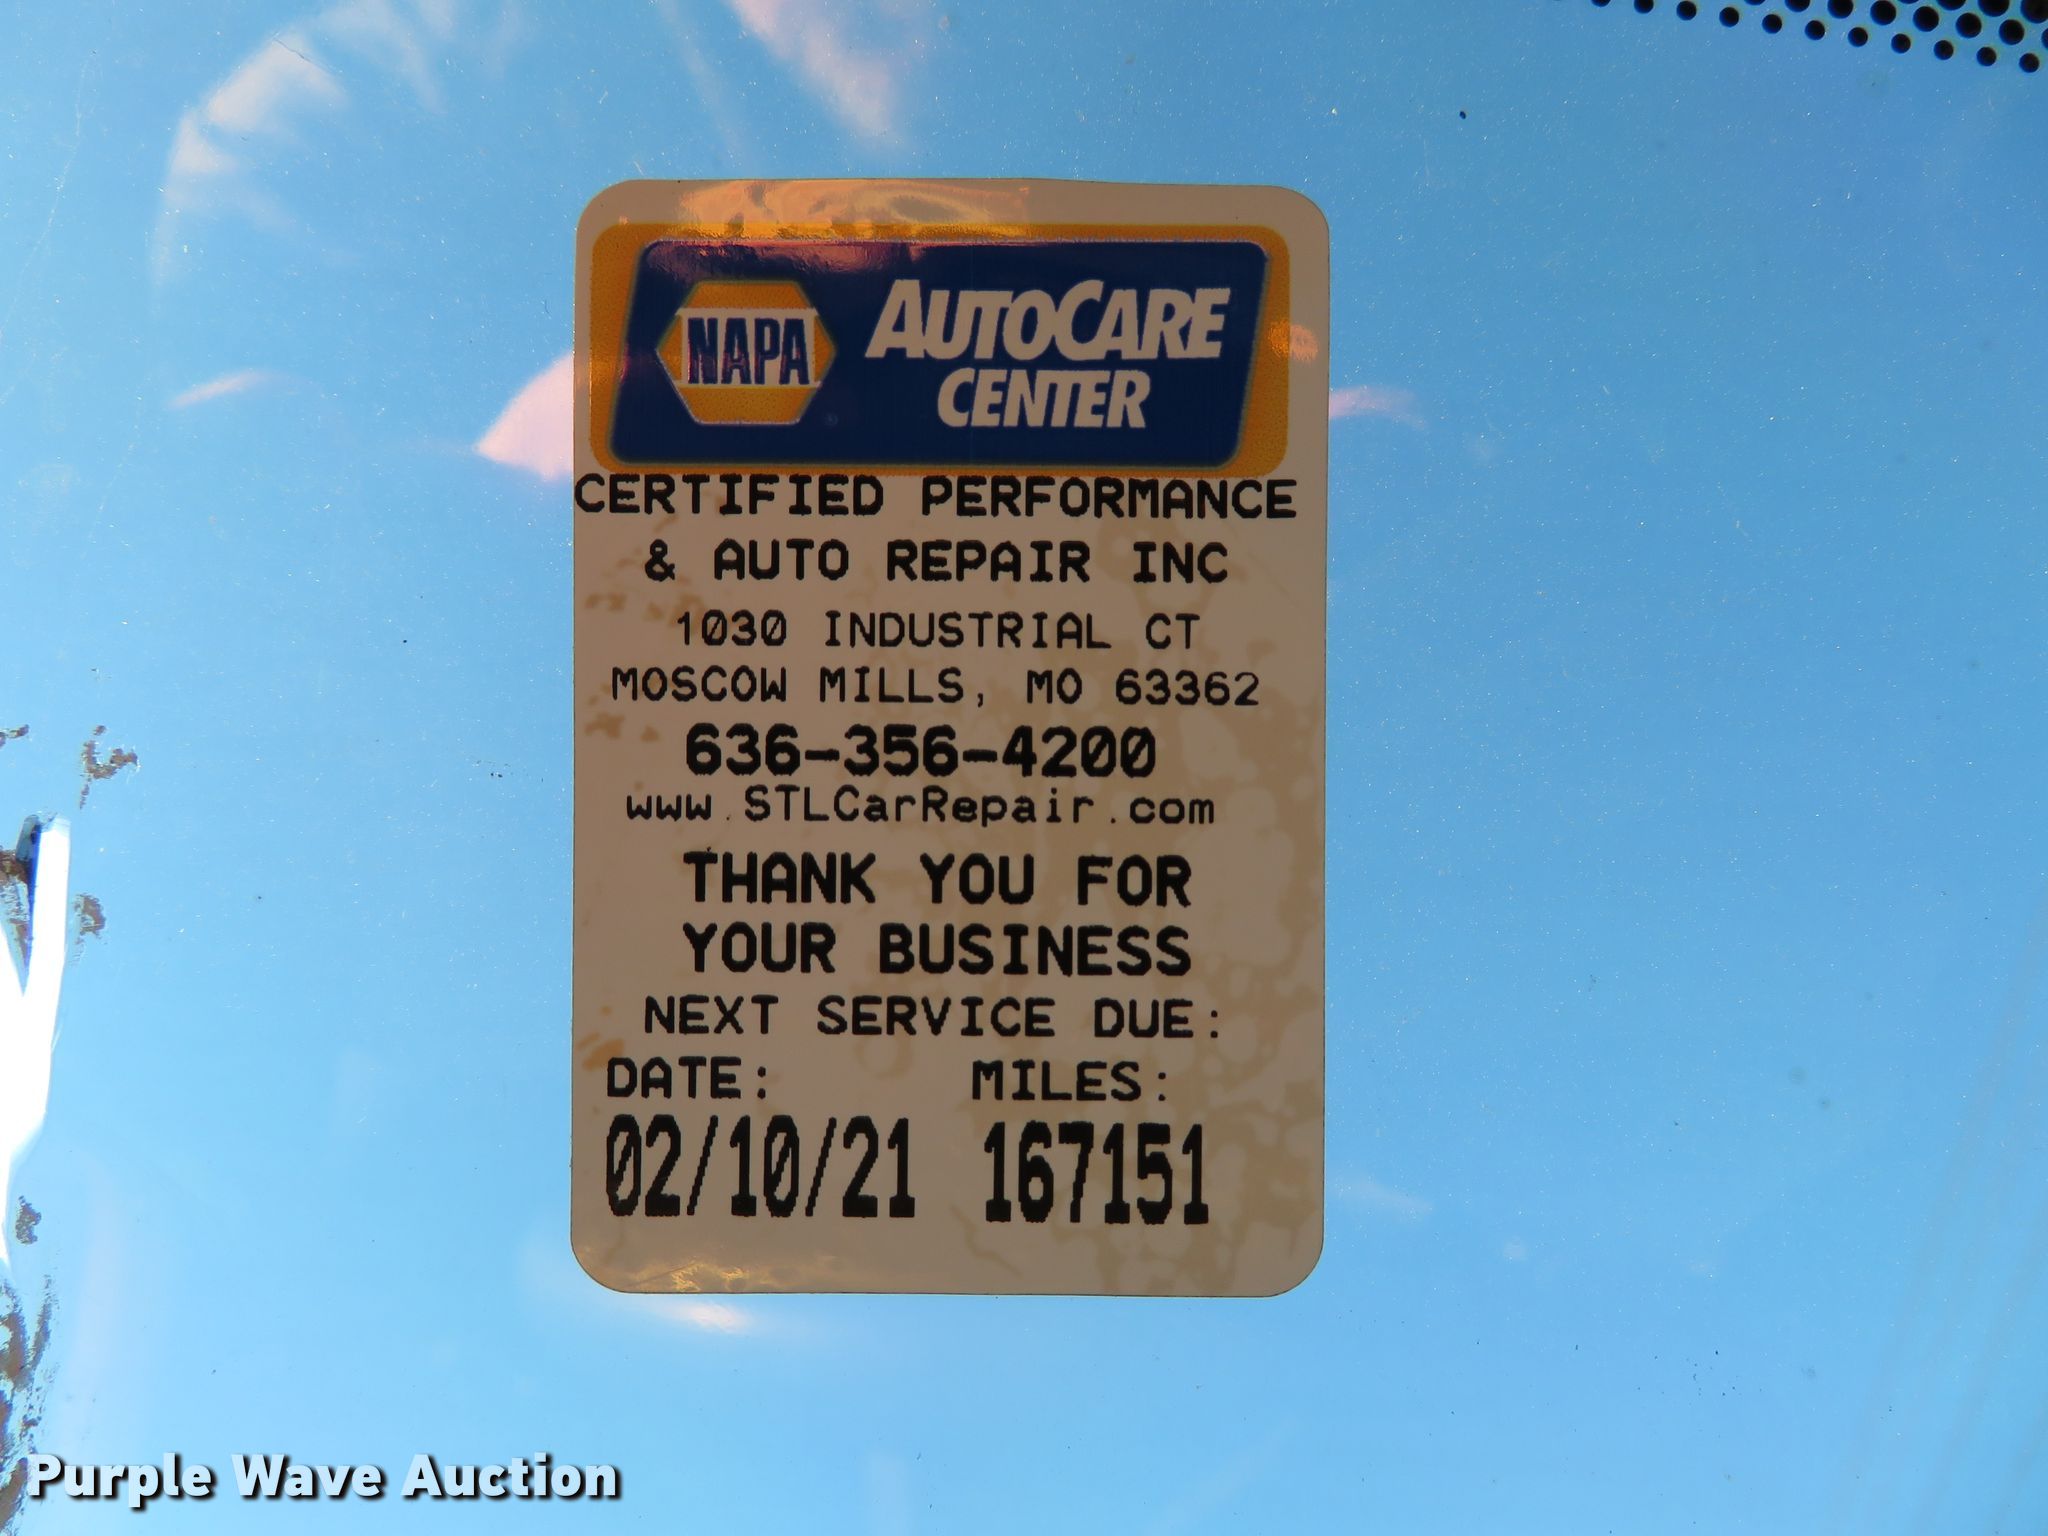 NAPA AUTOCARE
CENTER
CERTIFIED PERFORMANCE
& AUTO REPAIR INC
1030 INDUSTRIAL CT
MOSCOW MILLS, MO 63362
636-356-4200
www.STLCarRepair.com
THANK YOU FOR
YOUR BUSINESS
NEXT SERVICE DUE:
DATE: MILES:
02/10/21 167151
Purple Wave Auction